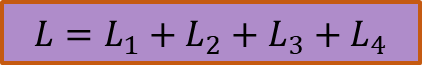 L = L₁ + L₂ + L₃ + L₄